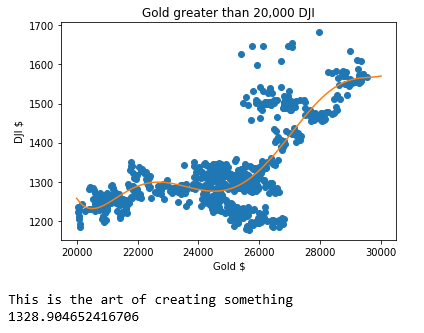 Gold greater than 20,000 DJI
1700
1600
1500
1400
1300
1200
DJI $
20000 22000 24000 26000 28000 30000
Gold $
This is the art of creating something
1328.904652416706